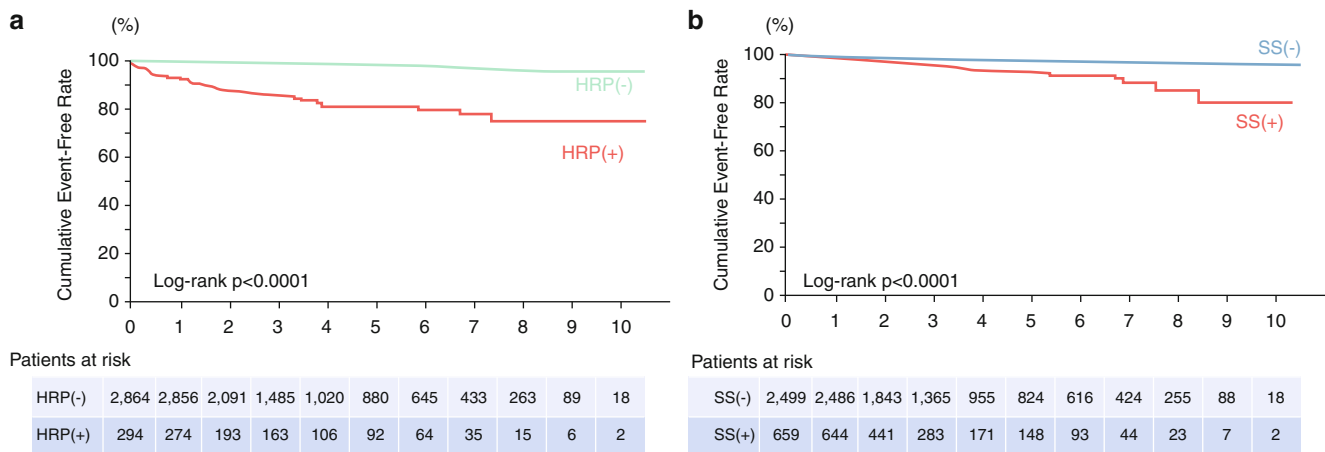 a
(%)
Cumulative Event-Free Rate
100
80
60
40
20
0
HRP(-)
HRP(+)
Log-rank p<0.0001
0 1 2 3 4 5 6 7 8 9 10
Patients at risk
HRP(-) 2,864 2,856 2,091 1,485 1,020 880 645 433 263 89 18
HRP(+) 294 274 193 163 106 92 64 35 15 6 2
b
(%)
Cumulative Event-Free Rate
100
80
60
40
20
0
SS(-)
SS(+)
Log-rank p<0.0001
0 1 2 3 4 5 6 7 8 9 10
Patients at risk
SS(-) 2,499 2,486 1,843 1,365 955 824 616 424 255 88 18
SS(+) 659 644 441 283 171 148 93 44 23 7 2